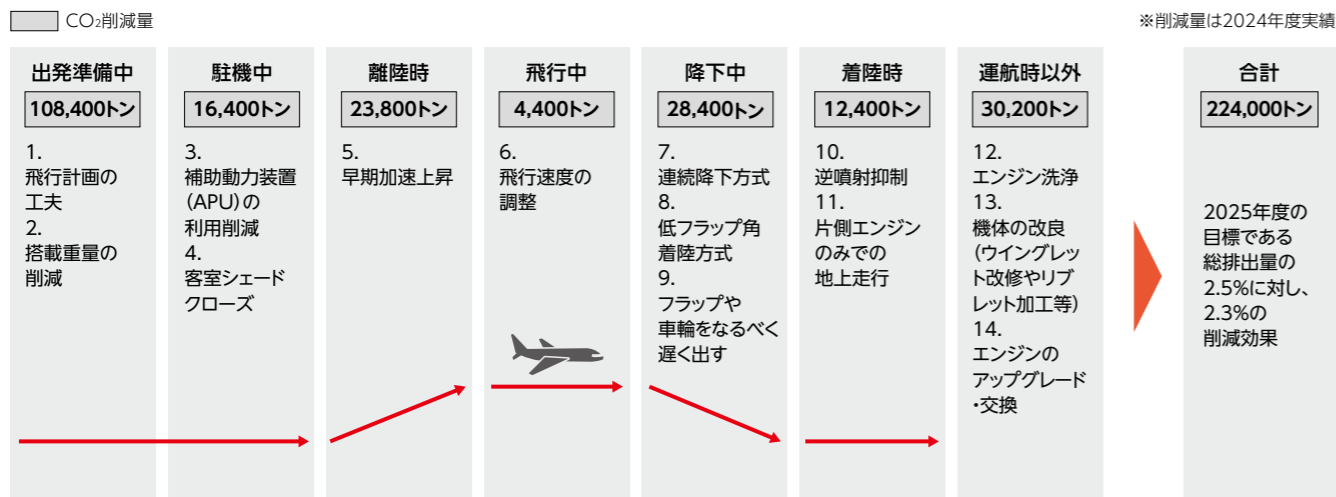 CO₂削減量
※削減量は2024年度実績
出発準備中
108,400トン
1.
飛行計画の
工夫
2.
搭載重量の
削減
駐機中
16,400トン
3.
補助動力装置
(APU)の
利用削減
4.
客室シェード
クローズ
離陸時
23,800トン
5.
早期加速上昇
飛行中
4,400トン
6.
飛行速度の
調整
降下中
28,400トン
7.
連続降下方式
8.
低フラップ角
着陸方式
9.
フラップや
車輪をなるべく
遅く出す
着陸時
12,400トン
10.
逆噴射抑制
11.
片側エンジン
のみでの
地上走行
運航時以外
30,200トン
12.
エンジン洗浄
13.
機体の改良
(ウイングレッ
ト改修やリブ
レット加工等)
14.
エンジンの
アップグレード
・交換
合計
224,000トン
2025年度の
目標である
総排出量の
2.5%に対し、
2.3%の
削減効果